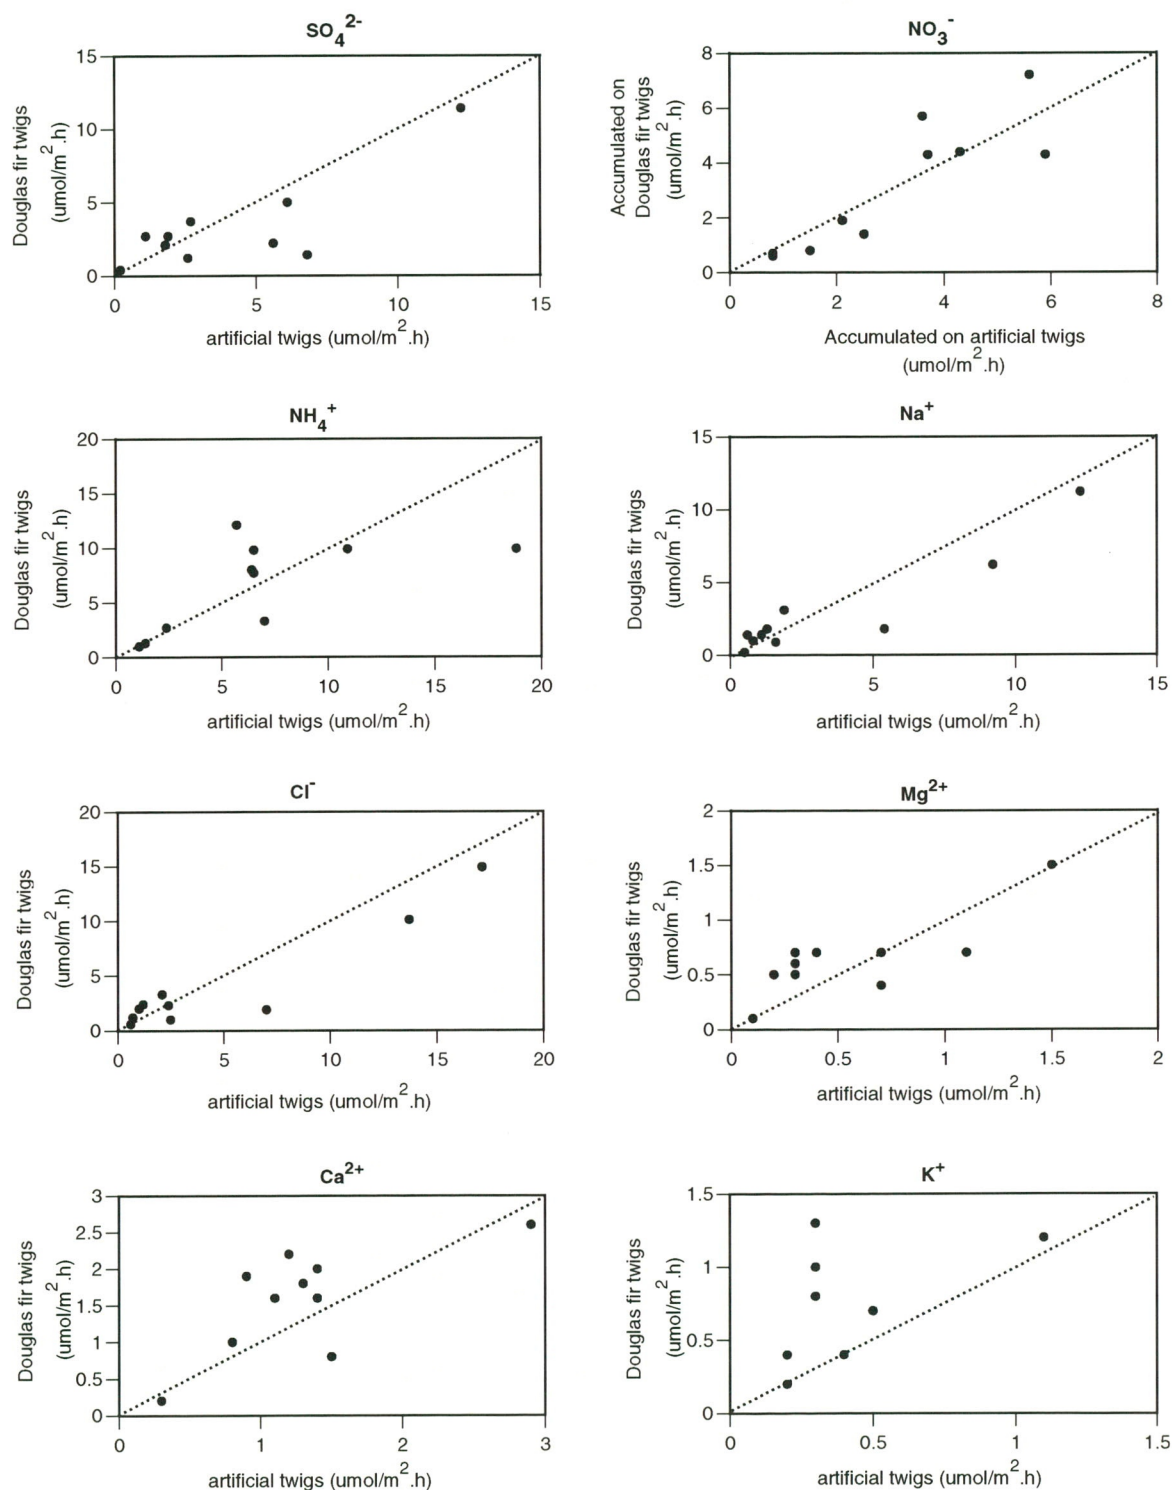 SO₄²⁻
Douglas fir twigs
(umol/m².h)
15
10
5
0
0 5 10 15
artificial twigs (umol/m².h)
NO₃⁻
Accumulated on
Douglas fir twigs
(umol/m².h)
8
6
4
2
0
0 2 4 6 8
Accumulated on artificial twigs
(umol/m².h)
NH₄⁺
Douglas fir twigs
(umol/m².h)
20
15
10
5
0
0 5 10 15 20
artificial twigs (umol/m².h)
Na⁺
Douglas fir twigs
(umol/m².h)
15
10
5
0
0 5 10 15
artificial twigs (umol/m².h)
Cl⁻
Douglas fir twigs
(umol/m².h)
20
15
10
5
0
0 5 10 15 20
artificial twigs (umol/m².h)
Mg²⁺
Douglas fir twigs
(umol/m².h)
2
1.5
1
0.5
0
0 0.5 1 1.5 2
artificial twigs (umol/m².h)
Ca²⁺
Douglas fir twigs
(umol/m².h)
3
2.5
2
1.5
1
0.5
0
0 1 2 3
artificial twigs (umol/m².h)
K⁺
Douglas fir twigs
(umol/m².h)
1.5
1
0.5
0
0 0.5 1 1.5
artificial twigs (umol/m².h)